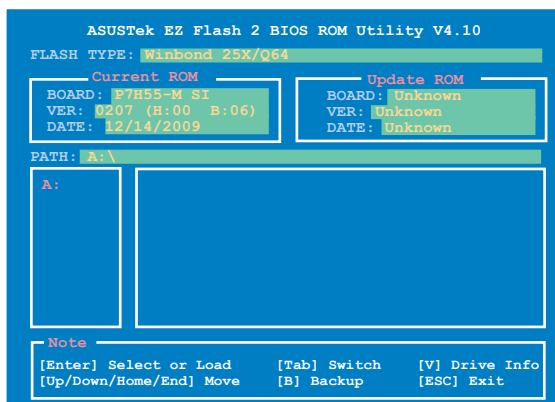 ASUSTek EZ Flash 2 BIOS ROM Utility V4.10
FLASH TYPE: Winbond 25X/Q64
Current ROM
BOARD: P7H55-M SI
VER: 0207 (H:00 B:06)
DATE: 12/14/2009
Update ROM
BOARD: Unknown
VER: Unknown
DATE: Unknown
PATH: A:\
A:
Note
[Enter] Select or Load [Tab] Switch [V] Drive Info
[Up/Down/Home/End] Move [B] Backup [ESC] Exit